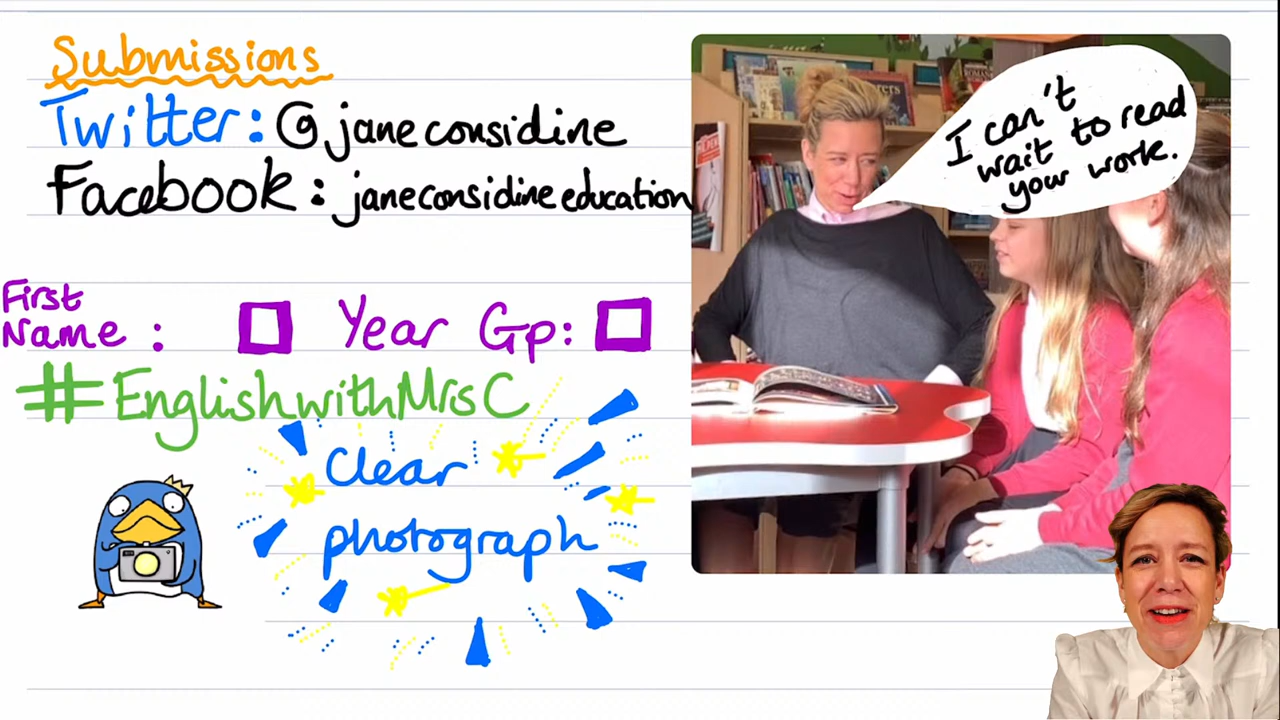 Submissions
Twitter: @janeconsidine
Facebook: janeconsidineeducation
First
Name :
Year Gp:
#EnglishwithMrsC
Clear
photograph
I can't
wait to read
your work.